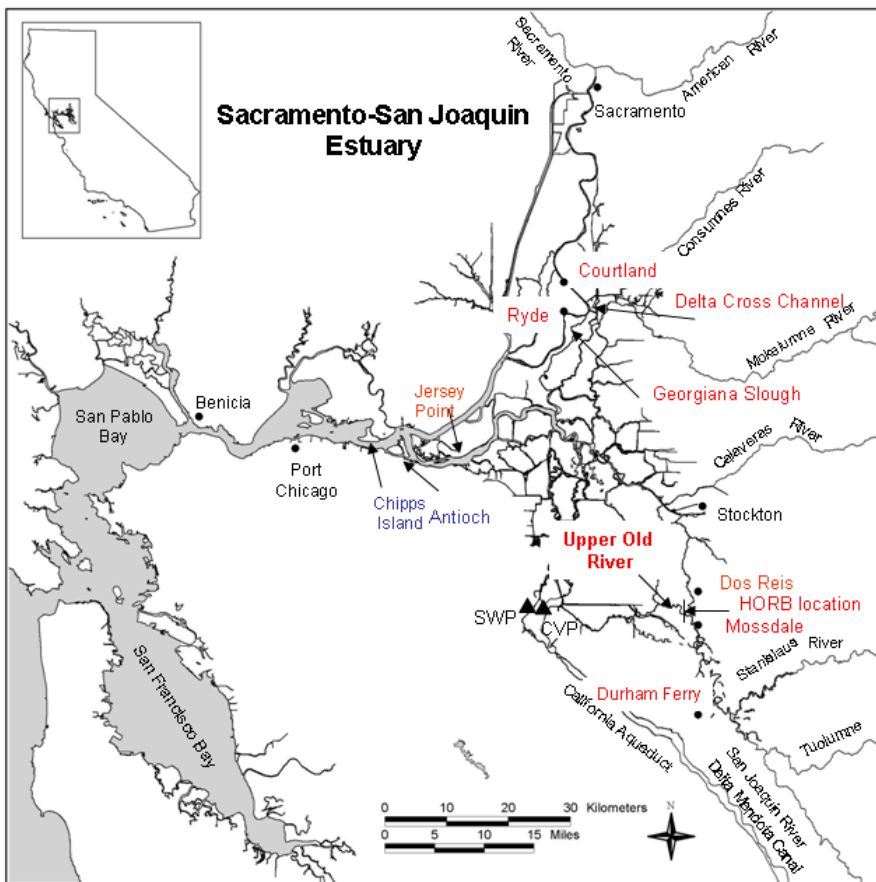 Sacramento River
American River
Sacramento
Sacramento-San Joaquin
Estuary
Consumnes River
Courtland
Delta Cross Channel
Ryde
Mokelumne River
Georgiana Slough
Jersey
Point
Benicia
San Pablo
Bay
Calaveras River
Port
Chicago
Chipps
Island
Antioch
Stockton
Upper Old
River
Dos Reis
HORB location
SWP
CVP
Mossdale
Stanislaus River
Durham Ferry
San Francisco Bay
California Aqueduct
Tuolumne
San Joaquin River
Delta Mendota Canal
0 10 20 30 Kilometers
0 5 10 15 Miles
N